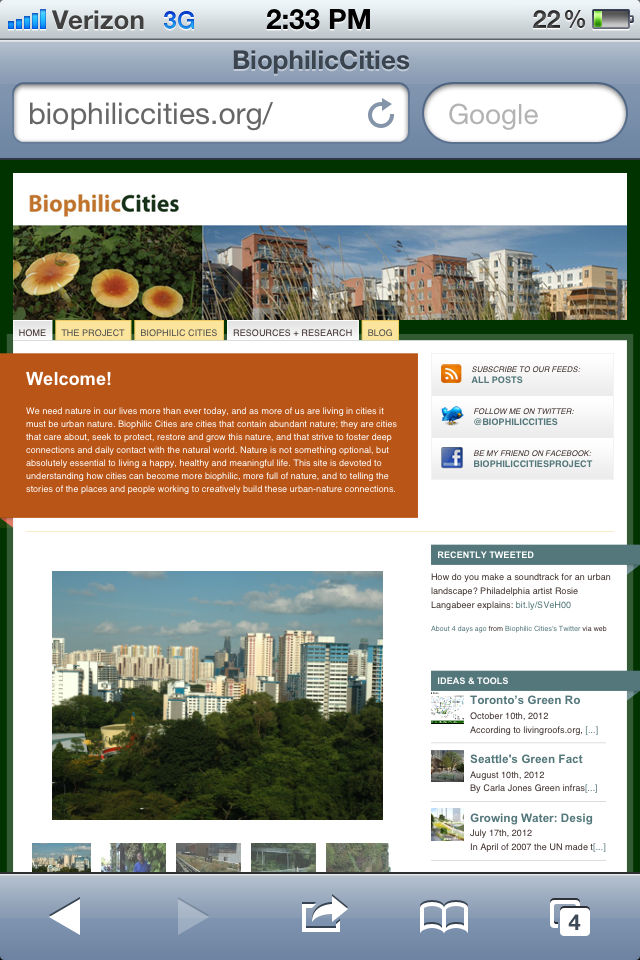 Verizon 3G 2:33 PM 22%
BiophilicCities
biophiliccities.org/
Google
BiophilicCities
HOME THE PROJECT BIOPHILIC CITIES RESOURCES + RESEARCH BLOG
Welcome!
We need nature in our lives more than ever today, and as more of us are living in cities it
must be urban nature. Biophilic Cities are cities that contain abundant nature; they are cities
that care about, seek to protect, restore and grow this nature, and that strive to foster deep
connections and daily contact with the natural world. Nature is not something optional, but
absolutely essential to living a happy, healthy and meaningful life. This site is devoted to
understanding how cities can become more biophilic, more full of nature, and to telling the
stories of the places and people working to creatively build these urban-nature connections.
SUBSCRIBE TO OUR FEEDS:
ALL POSTS
FOLLOW ME ON TWITTER:
@BIOPHILICCITIES
BE MY FRIEND ON FACEBOOK:
BIOPHILICCITIESPROJECT
RECENTLY TWEETED
How do you make a soundtrack for an urban
landscape? Philadelphia artist Rosie
Langabeer explains: bit.ly/SVeH00
About 4 days ago from Biophilic Cities's Twitter via web
IDEAS & TOOLS
Toronto's Green Ro
October 10th, 2012
According to livingroofs.org, [...]
Seattle's Green Fact
August 10th, 2012
By Carla Jones Green infras[...]
Growing Water: Desig
July 17th, 2012
In April of 2007 the UN made t[...]
4